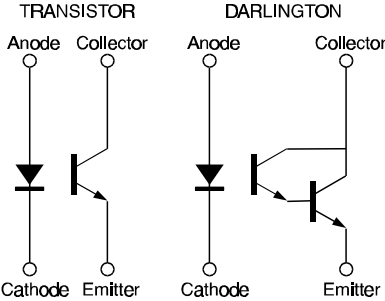 TRANSISTOR DARLINGTON
Anode Collector Anode Collector
Cathode Emitter Cathode Emitter